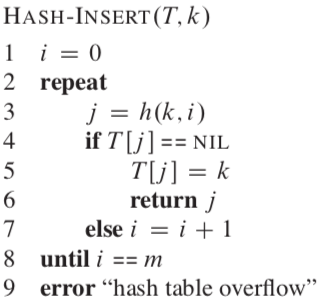 HASH-INSERT(T, k)
1 i = 0
2 repeat
3 j = h(k, i)
4 if T[j] == NIL
5 T[j] = k
6 return j
7 else i = i + 1
8 until i == m
9 error “hash table overflow”